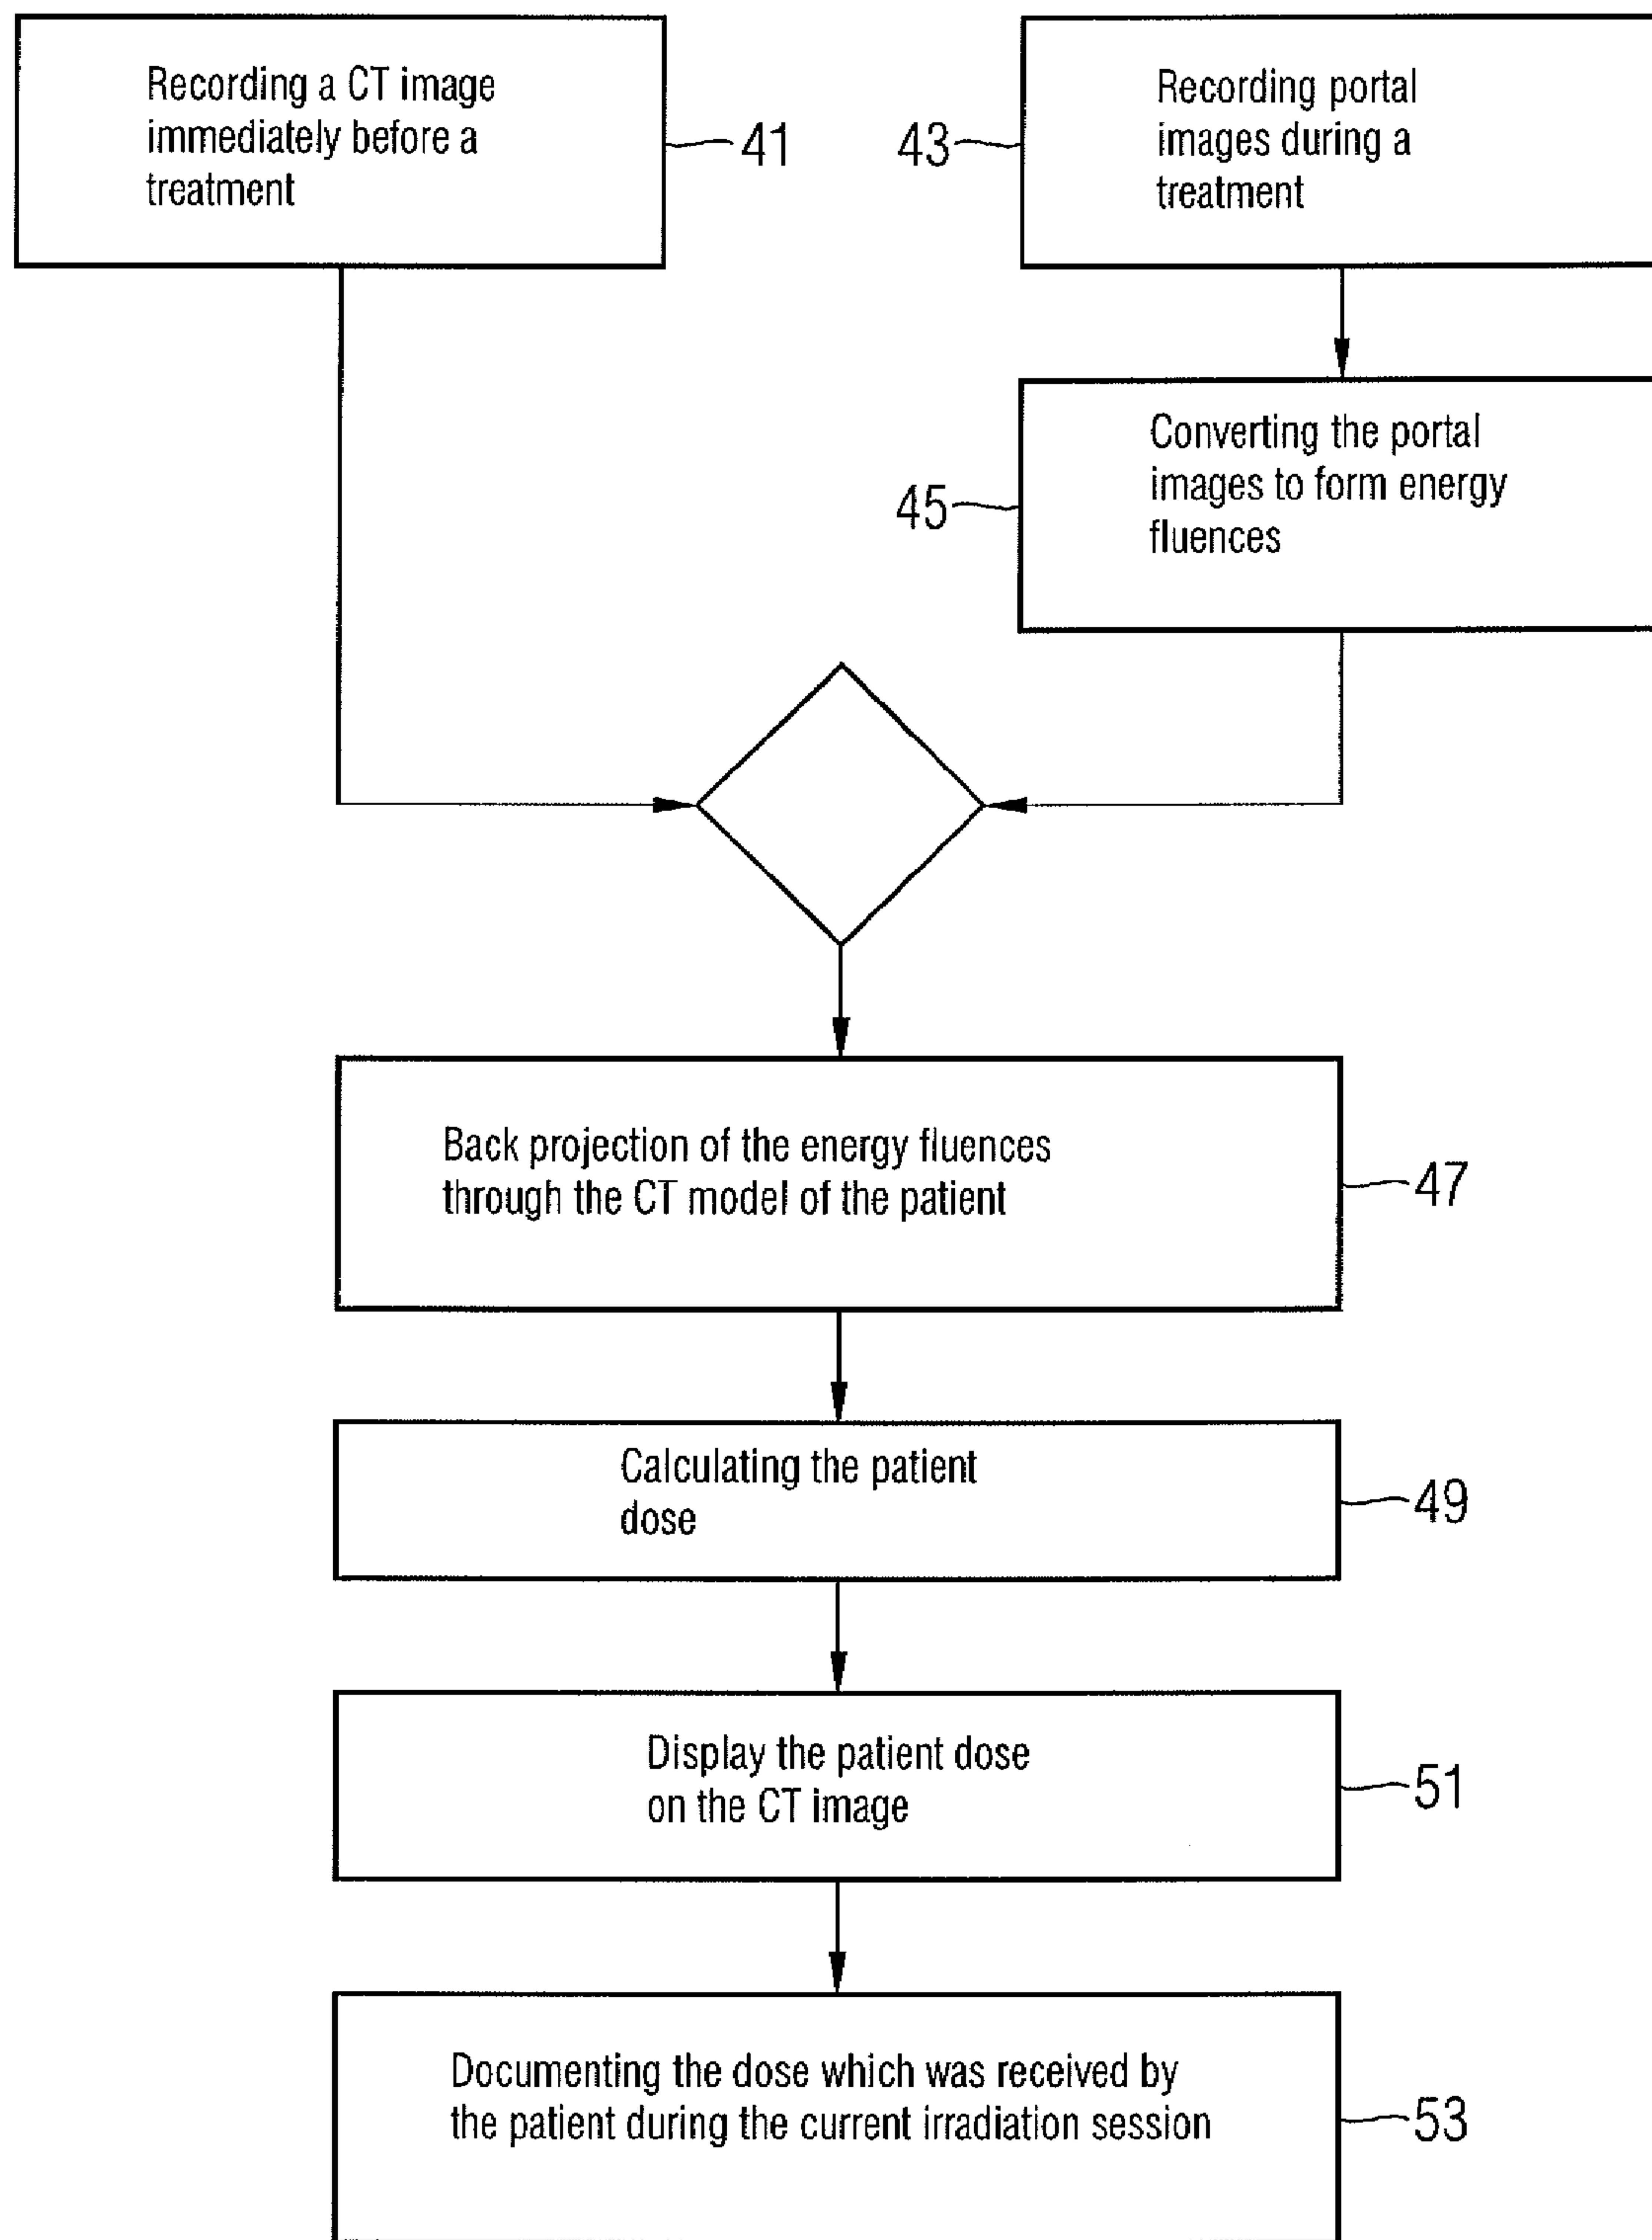 Recording a CT image
immediately before a
treatment
41
43
Recording portal
images during a
treatment
45
Converting the portal
images to form energy
fluences
Back projection of the energy fluences
through the CT model of the patient
47
Calculating the patient
dose
49
Display the patient dose
on the CT image
51
Documenting the dose which was received by
the patient during the current irradiation session
53